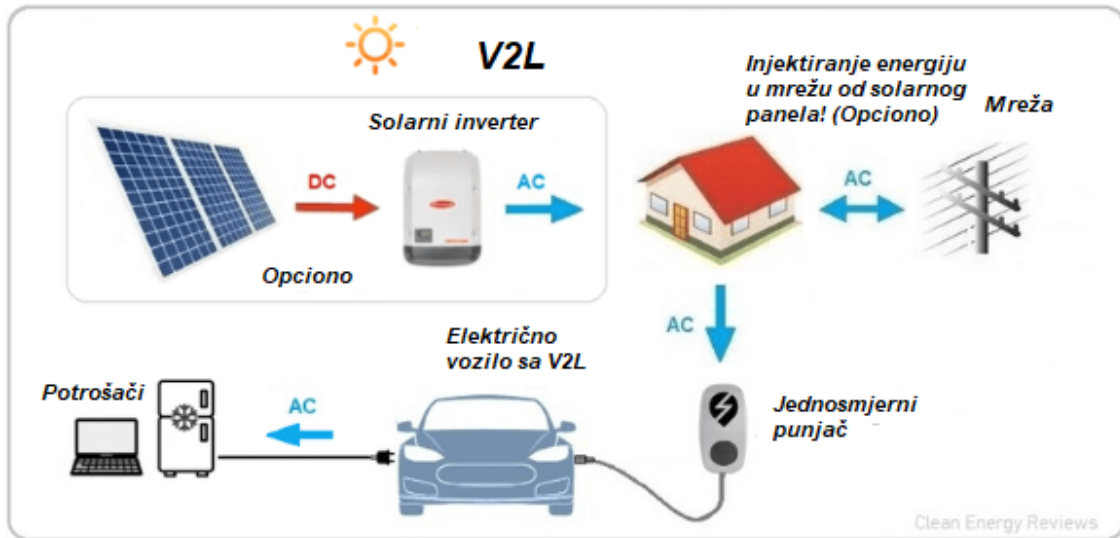 V2L
Injektiranje energiju
u mrežu od solarnog
panela! (Opciono)
Mreža
Solarni inverter
DC
AC
AC
Opciono
AC
Električno
vozilo sa V2L
Potrošači
AC
Jednosmjerni
punjač
Clean Energy Reviews